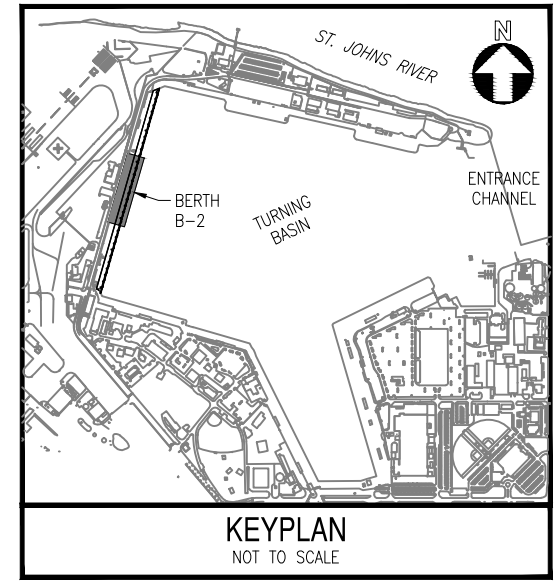 N
ST. JOHNS RIVER
ENTRANCE
CHANNEL
BERTH
B-2
TURNING
BASIN
KEYPLAN
NOT TO SCALE